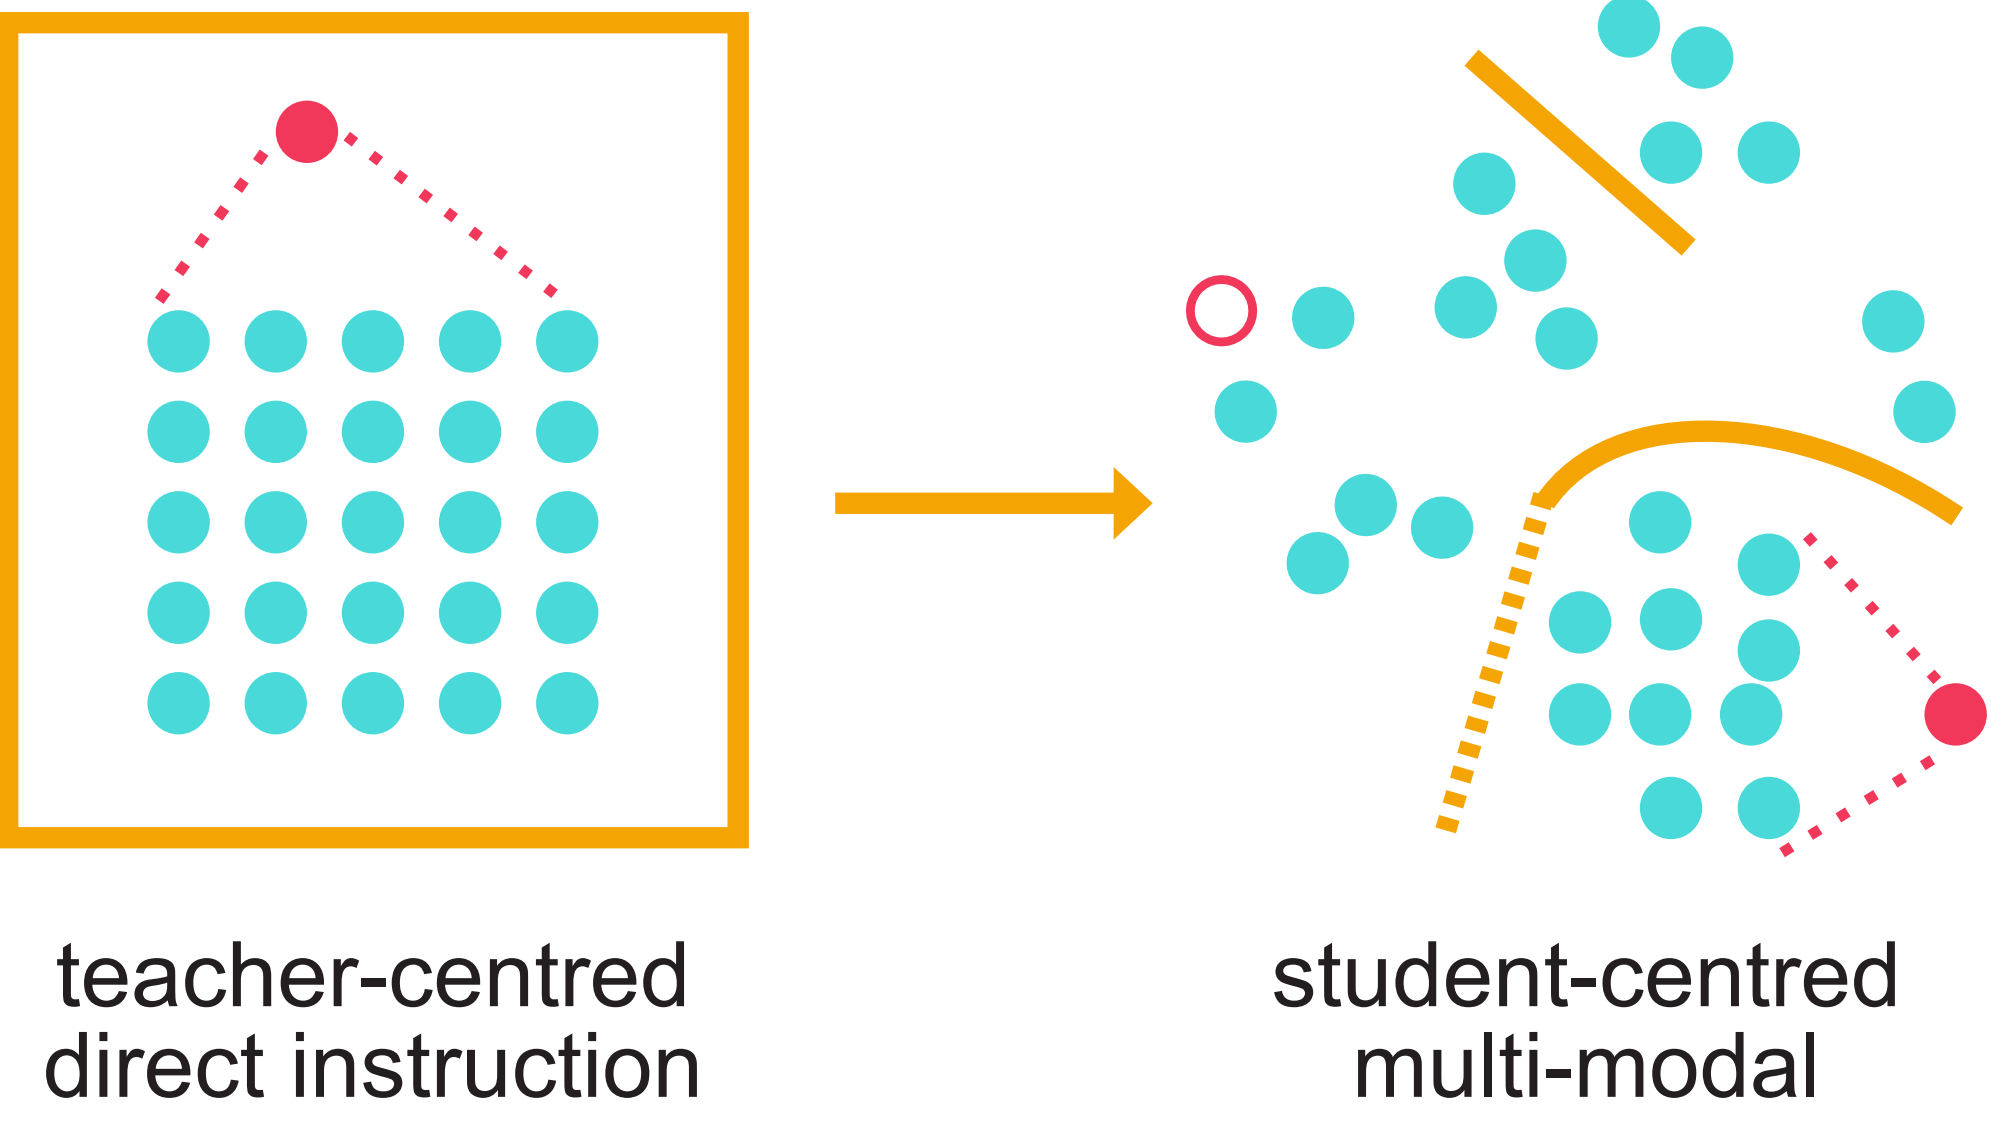 teacher-centred
direct instruction
student-centred
multi-modal